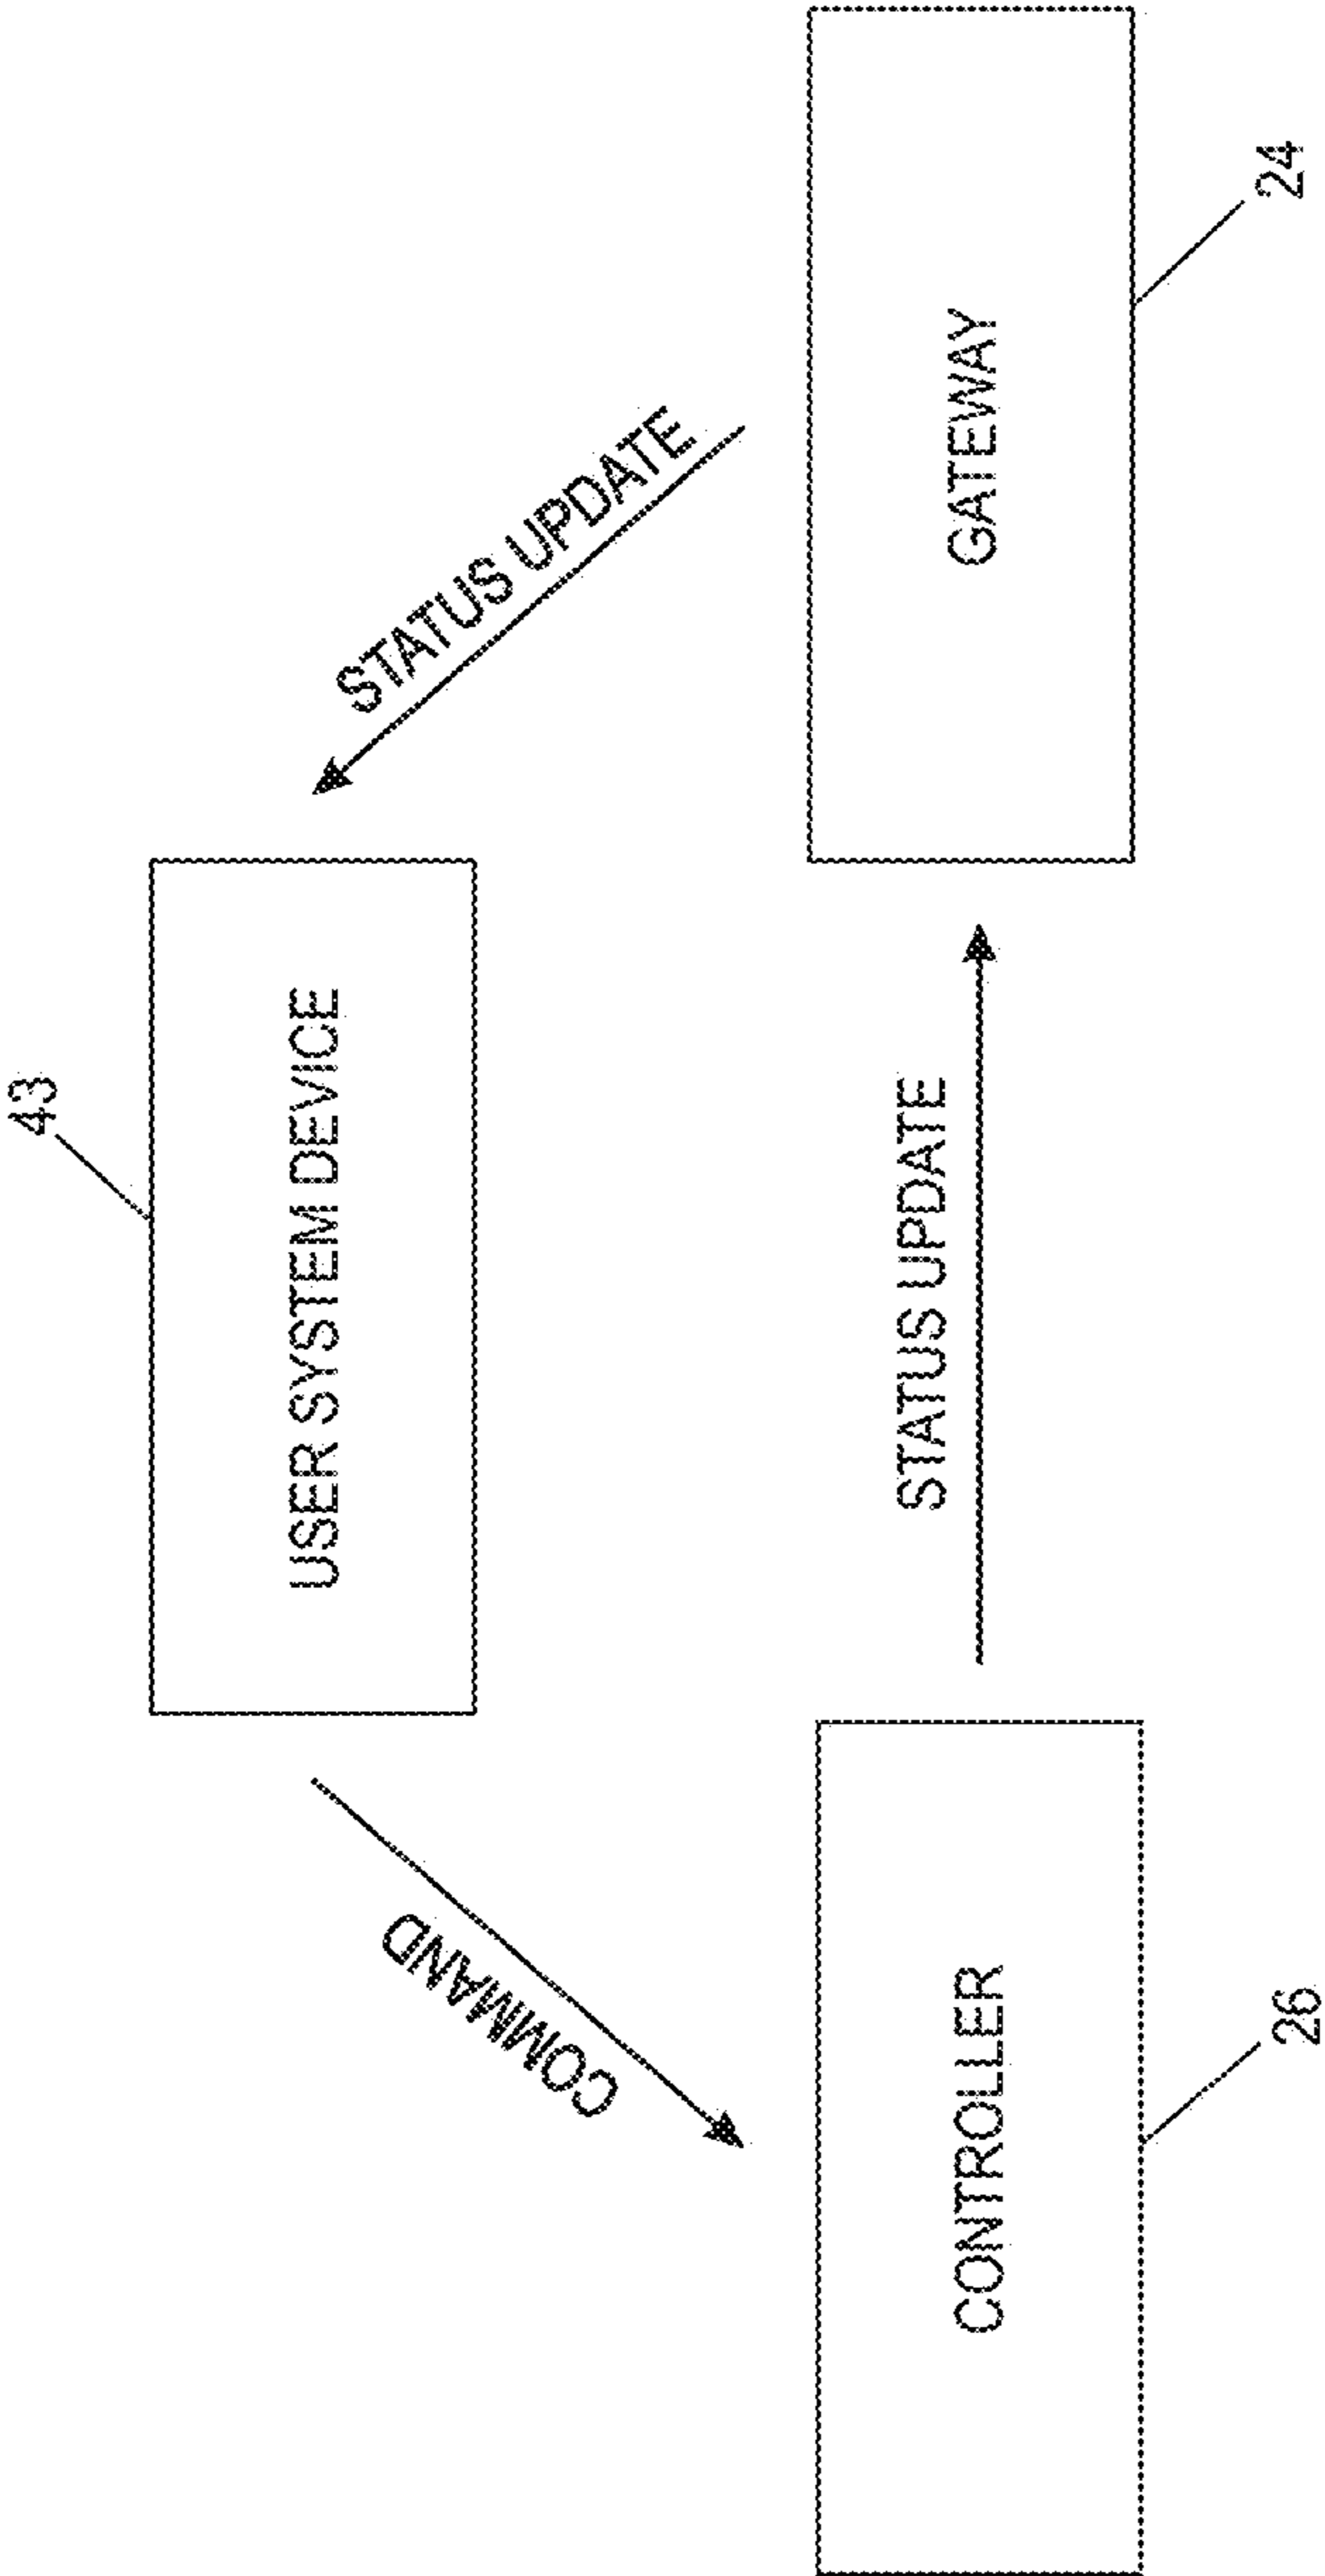 43
USER SYSTEM DEVICE
COMMAND
STATUS UPDATE
STATUS UPDATE
CONTROLLER
GATEWAY
26
24